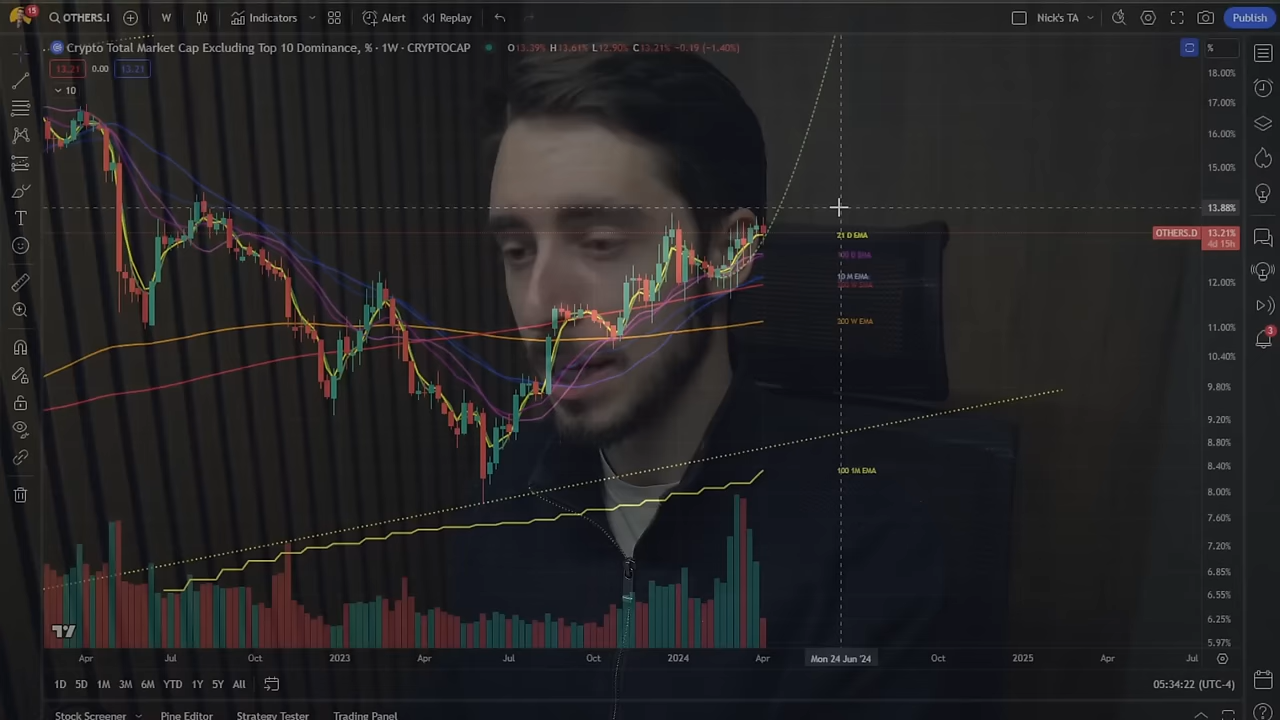 15
OTHERS.I
W
Indicators
Alert
Replay
Nick's TA
Publish
Crypto Total Market Cap Excluding Top 10 Dominance, % · 1W · CRYPTOCAP
O13.39% H13.61% L12.90% C13.21% −0.19 (−1.40%)
%
13.21 0.00 13.21
10
18.00%
17.00%
16.00%
15.00%
13.88%
OTHERS.D 13.21%
4d 15h
21 D EMA
100 D EMA
10 M EMA
12.00%
200 W EMA
11.00%
10.40%
9.80%
9.20%
8.80%
8.40%
100 1M EMA
8.00%
7.60%
7.20%
6.85%
6.55%
6.25%
5.97%
3
Apr Jul Oct 2023 Apr Jul Oct 2024 Apr Mon 24 Jun '24 Oct 2025 Apr Jul
1D 5D 1M 3M 6M YTD 1Y 5Y All
05:34:22 (UTC-4)
Stock Screener Pine Editor Strategy Tester Trading Panel